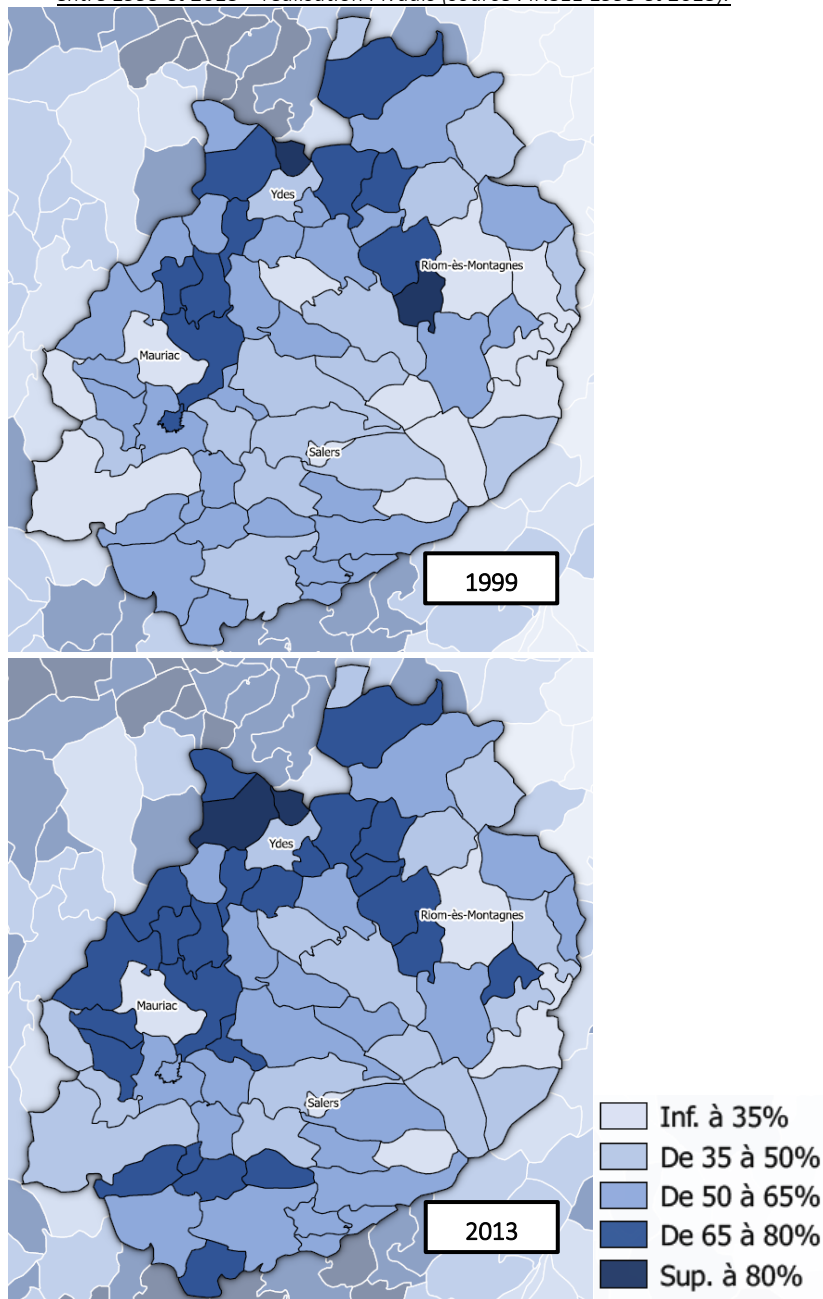 Ydes
Riom-ès-Montagnes
Mauriac
Salers
1999
Ydes
Riom-ès-Montagnes
Mauriac
Salers
2013
Inf. à 35%
De 35 à 50%
De 50 à 65%
De 65 à 80%
Sup. à 80%